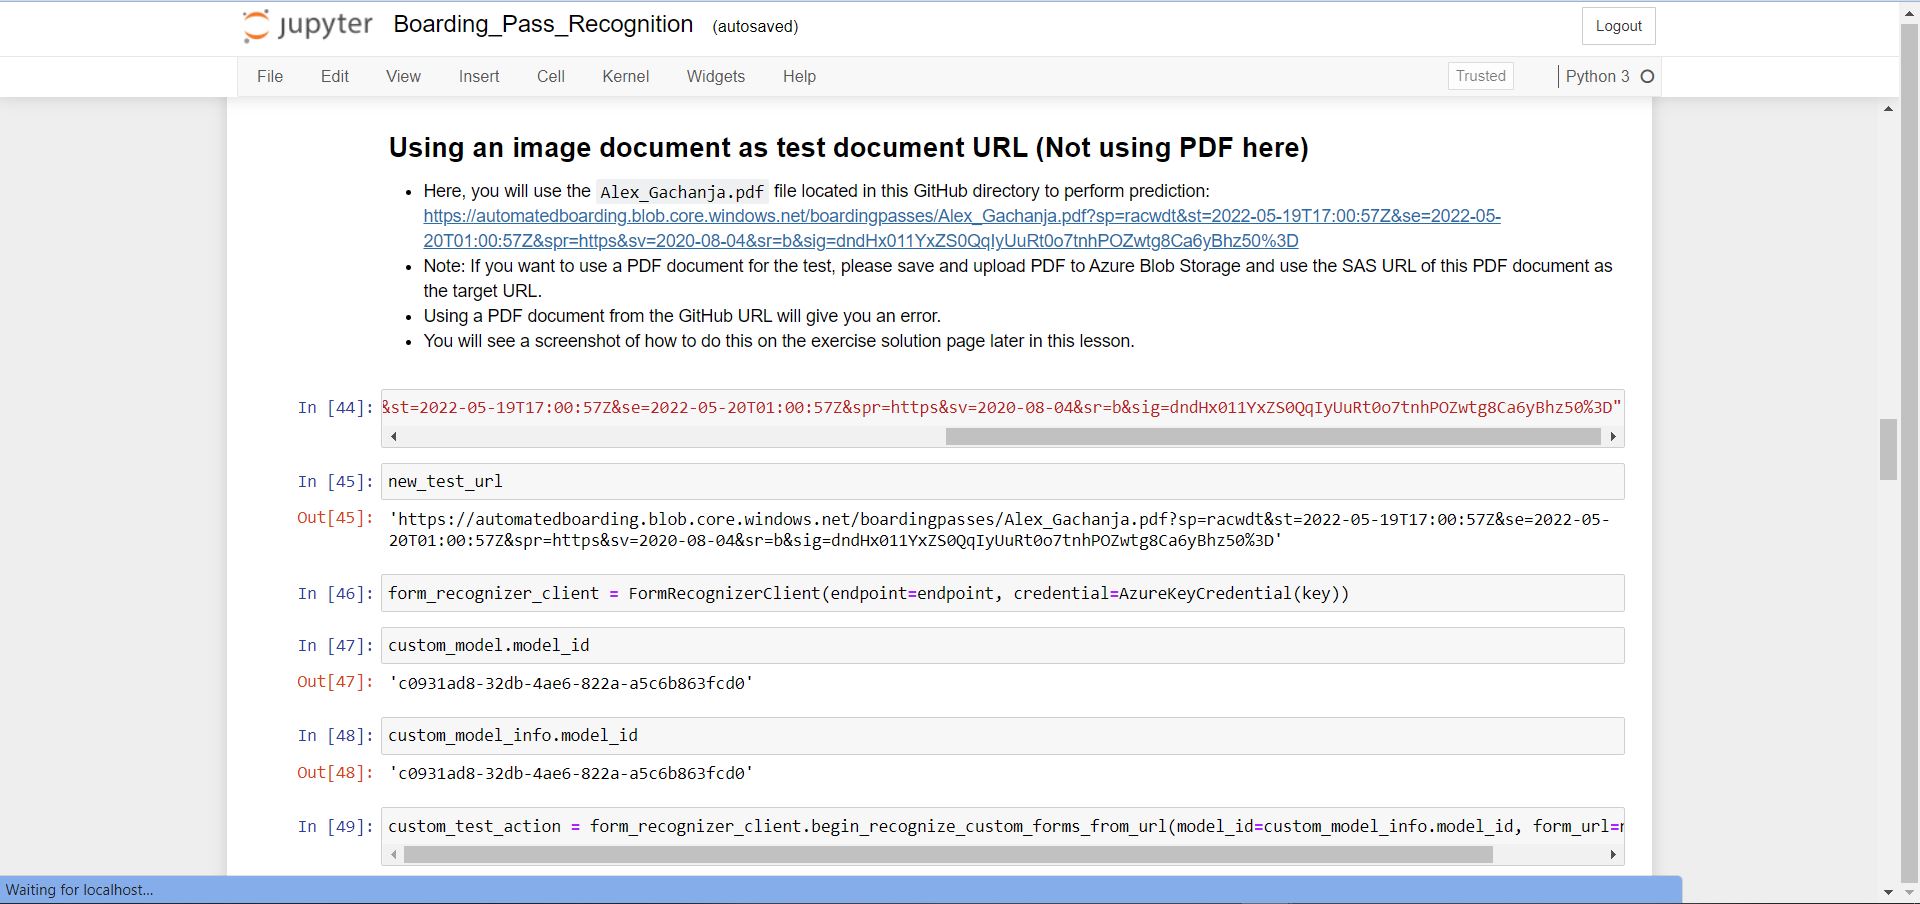 jupyter Boarding_Pass_Recognition (autosaved) Logout
File Edit View Insert Cell Kernel Widgets Help Trusted Python 3
Using an image document as test document URL (Not using PDF here)
• Here, you will use the Alex_Gachanja.pdf file located in this GitHub directory to perform prediction:
https://automatedboarding.blob.core.windows.net/boardingpasses/Alex_Gachanja.pdf?sp=racwdt&st=2022-05-19T17:00:57Z&se=2022-05-
20T01:00:57Z&spr=https&sv=2020-08-04&sr=b&sig=dndHx011YxZS0QqIyUuRt0o7tnhPOZwtg8Ca6yBhz50%3D
• Note: If you want to use a PDF document for the test, please save and upload PDF to Azure Blob Storage and use the SAS URL of this PDF document as
the target URL.
• Using a PDF document from the GitHub URL will give you an error.
• You will see a screenshot of how to do this on the exercise solution page later in this lesson.
In [44]: &st=2022-05-19T17:00:57Z&se=2022-05-20T01:00:57Z&spr=https&sv=2020-08-04&sr=b&sig=dndHx011YxZS0QqIyUuRt0o7tnhPOZwtg8Ca6yBhz50%3D"
In [45]: new_test_url
Out[45]: 'https://automatedboarding.blob.core.windows.net/boardingpasses/Alex_Gachanja.pdf?sp=racwdt&st=2022-05-19T17:00:57Z&se=2022-05-
20T01:00:57Z&spr=https&sv=2020-08-04&sr=b&sig=dndHx011YxZS0QqIyUuRt0o7tnhPOZwtg8Ca6yBhz50%3D'
In [46]: form_recognizer_client = FormRecognizerClient(endpoint=endpoint, credential=AzureKeyCredential(key))
In [47]: custom_model.model_id
Out[47]: 'c0931ad8-32db-4ae6-822a-a5c6b863fcd0'
In [48]: custom_model_info.model_id
Out[48]: 'c0931ad8-32db-4ae6-822a-a5c6b863fcd0'
In [49]: custom_test_action = form_recognizer_client.begin_recognize_custom_forms_from_url(model_id=custom_model_info.model_id, form_url=
Waiting for localhost...